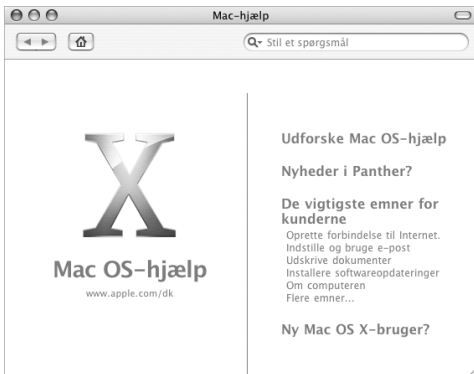 Mac-hjælp
Stil et spørgsmål
X
Mac OS-hjælp
www.apple.com/dk
Udforske Mac OS-hjælp
Nyheder i Panther?
De vigtigste emner for
kunderne
Oprette forbindelse til Internet.
Indstille og bruge e-post
Udskrive dokumenter
Installere softwareopdateringer
Om computeren
Flere emner...
Ny Mac OS X-bruger?